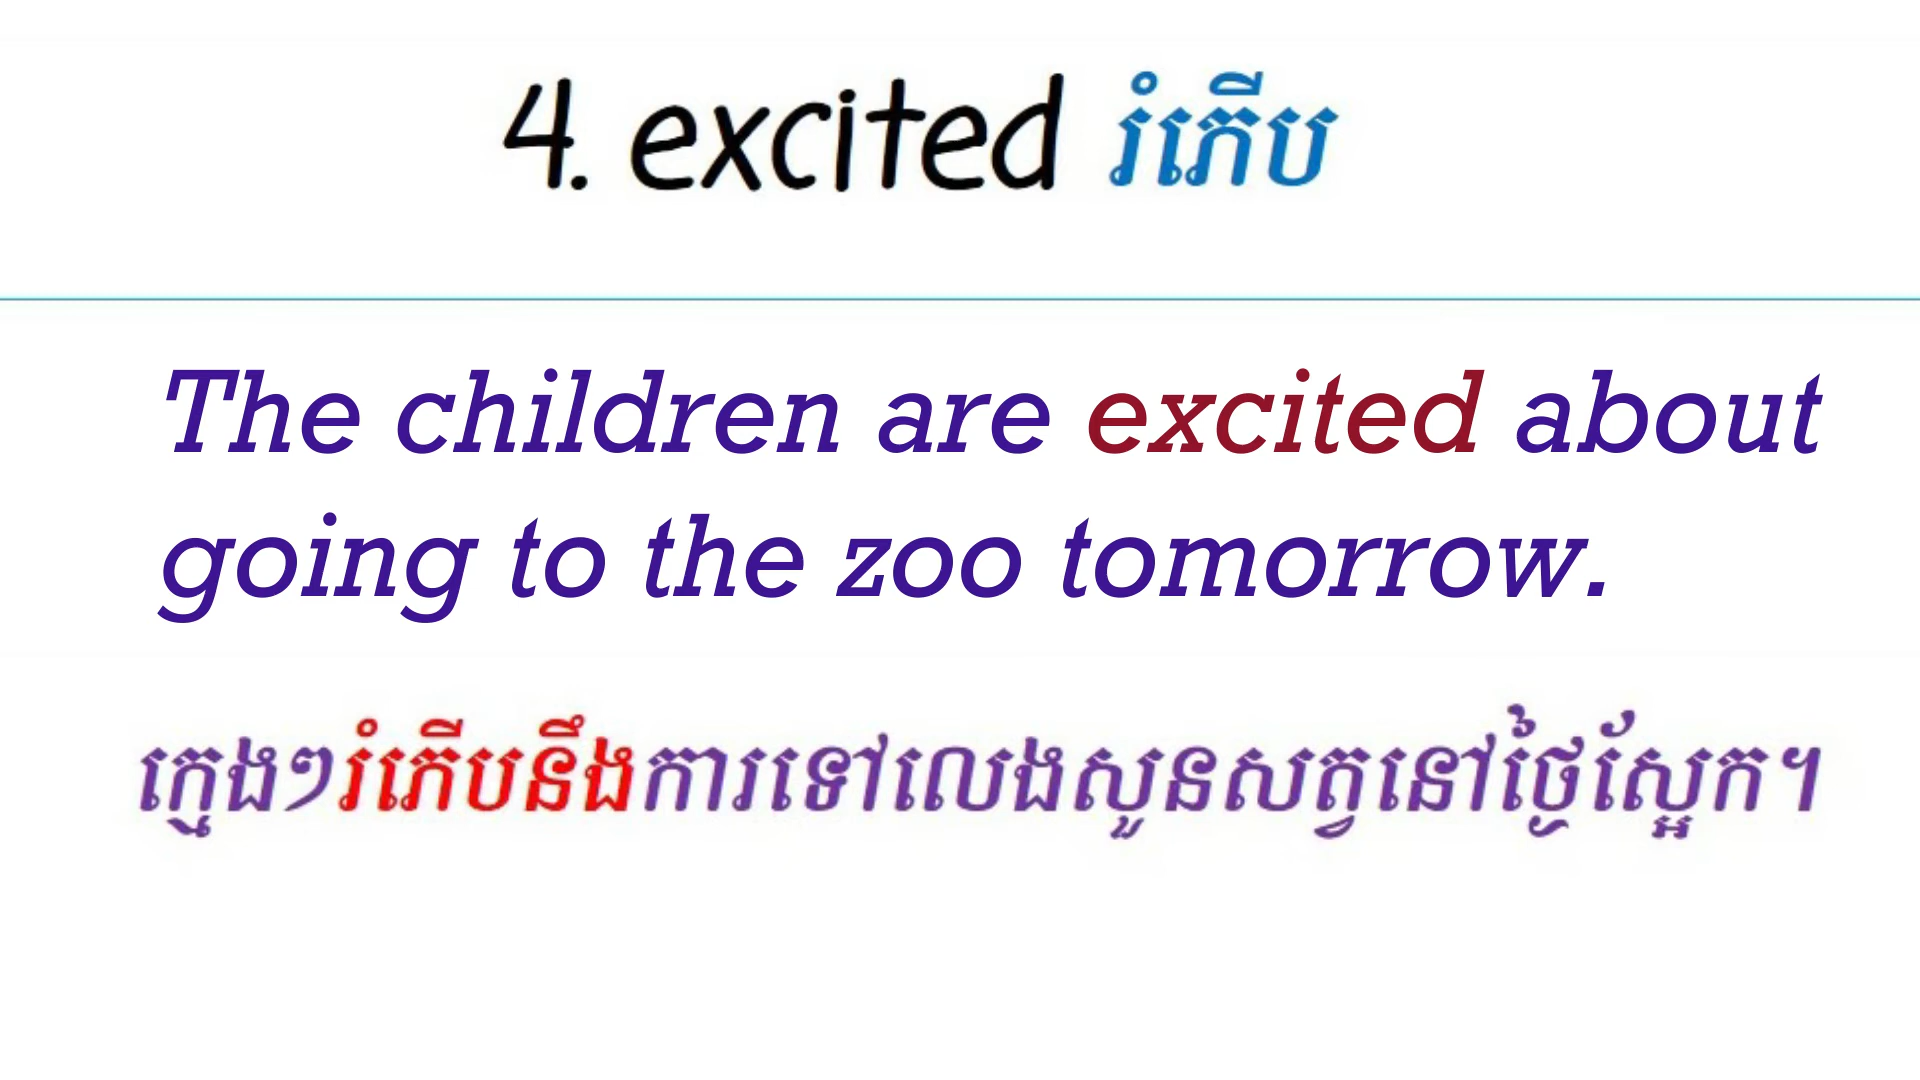 4. excited រំភើប
The children are excited about
going to the zoo tomorrow.
ក្មេងៗរំភើបនឹងការទៅលេងសួនសត្វនៅថ្ងៃស្អែក។